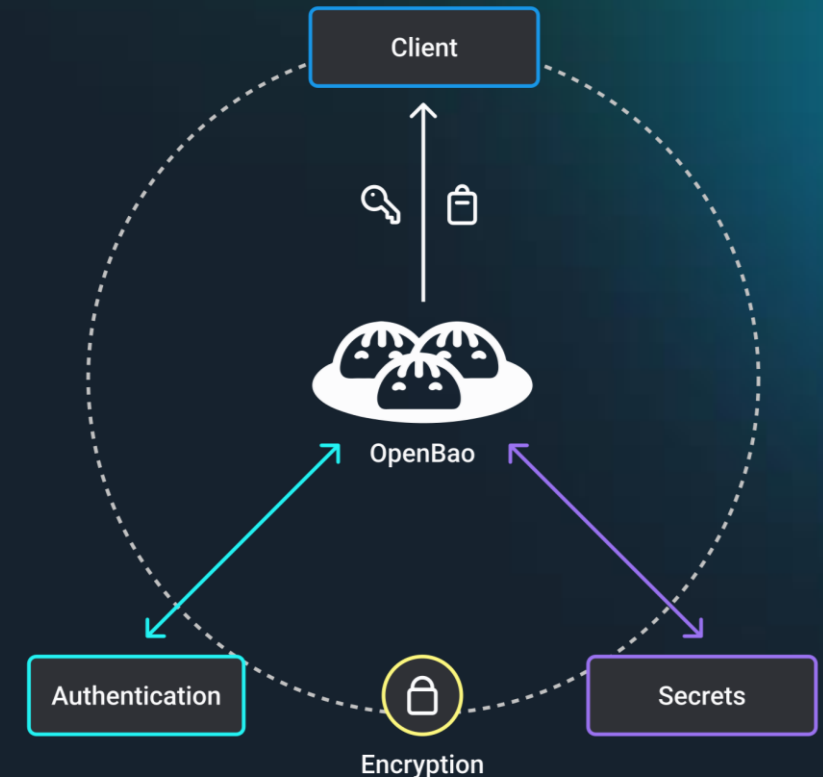 Client
OpenBao
Authentication
Secrets
Encryption